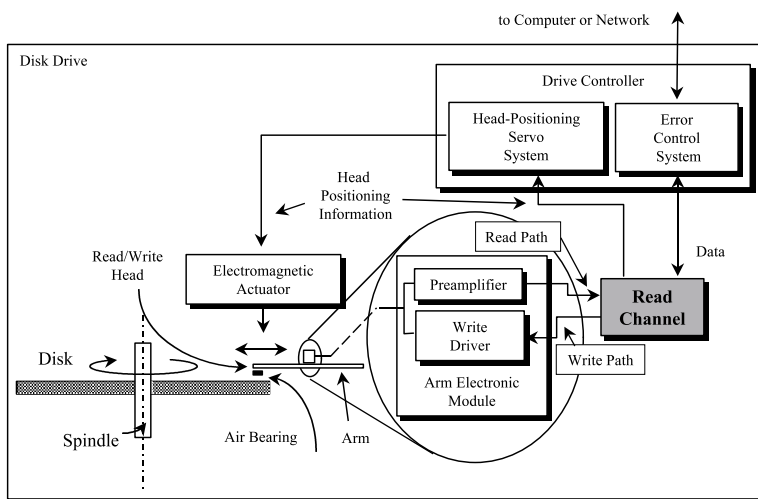 to Computer or Network
Disk Drive
Drive Controller
Head-Positioning
Servo
System
Error
Control
System
Head
Positioning
Information
Read Path
Data
Read/Write
Head
Electromagnetic
Actuator
Preamplifier
Read
Channel
Write
Driver
Write Path
Disk
Arm Electronic
Module
Spindle
Air Bearing
Arm